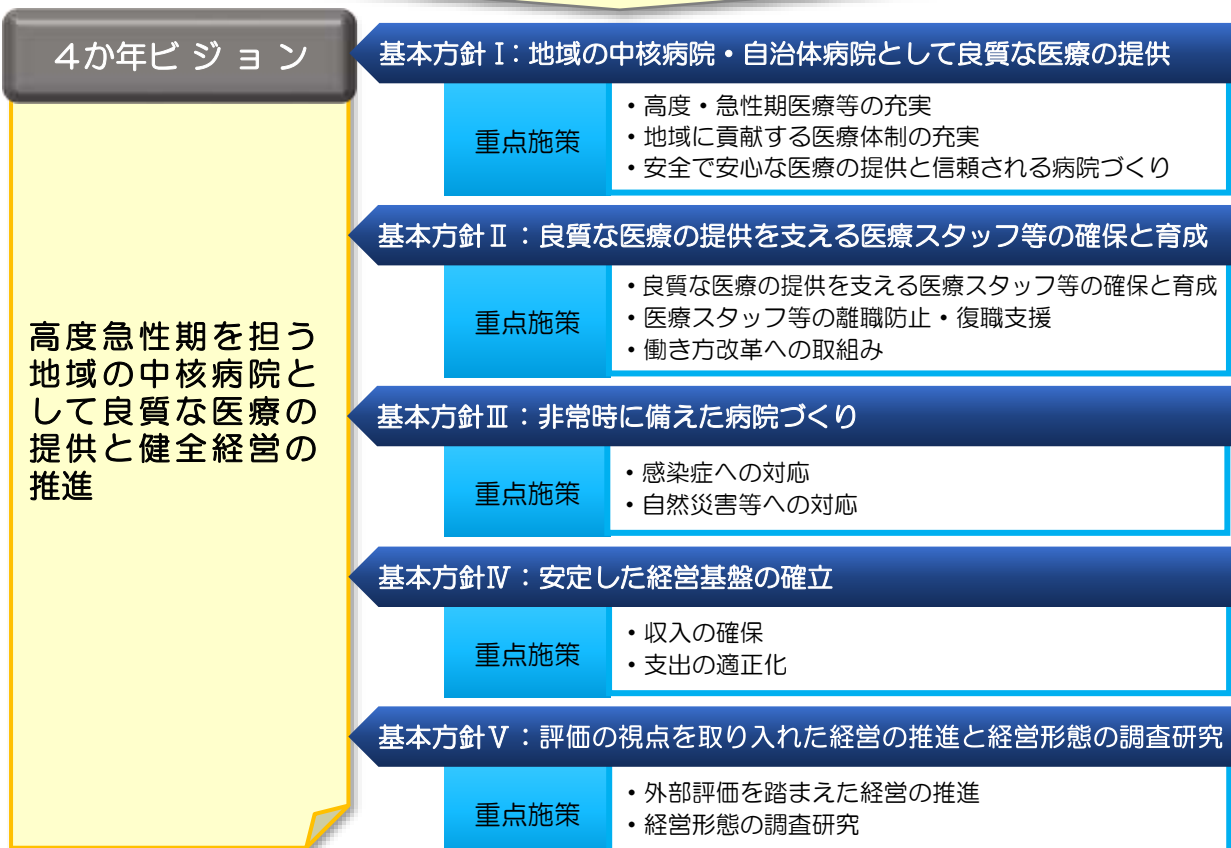 4か年ビジョン
高度急性期を担う
地域の中核病院と
して良質な医療の
提供と健全経営の
推進
基本方針Ⅰ：地域の中核病院・自治体病院として良質な医療の提供
重点施策
・高度・急性期医療等の充実
・地域に貢献する医療体制の充実
・安全で安心な医療の提供と信頼される病院づくり
基本方針Ⅱ：良質な医療の提供を支える医療スタッフ等の確保と育成
重点施策
・良質な医療の提供を支える医療スタッフ等の確保と育成
・医療スタッフ等の離職防止・復職支援
・働き方改革への取組み
基本方針Ⅲ：非常時に備えた病院づくり
重点施策
・感染症への対応
・自然災害等への対応
基本方針Ⅳ：安定した経営基盤の確立
重点施策
・収入の確保
・支出の適正化
基本方針Ⅴ：評価の視点を取り入れた経営の推進と経営形態の調査研究
重点施策
・外部評価を踏まえた経営の推進
・経営形態の調査研究